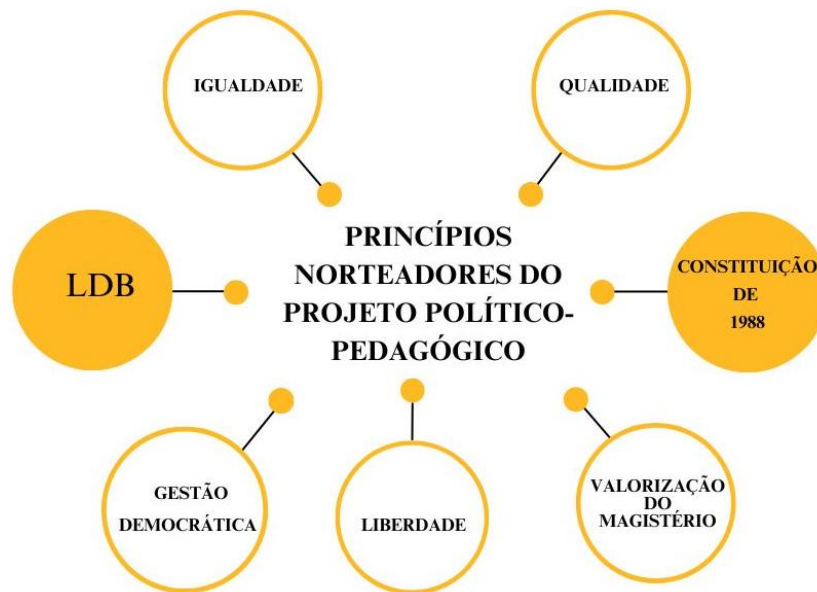 IGUALDADE
QUALIDADE
PRINCÍPIOS
NORTEADORES DO
PROJETO POLÍTICO-
PEDAGÓGICO
LDB
CONSTITUIÇÃO
DE
1988
GESTÃO
DEMOCRÁTICA
LIBERDADE
VALORIZAÇÃO
DO
MAGISTÉRIO